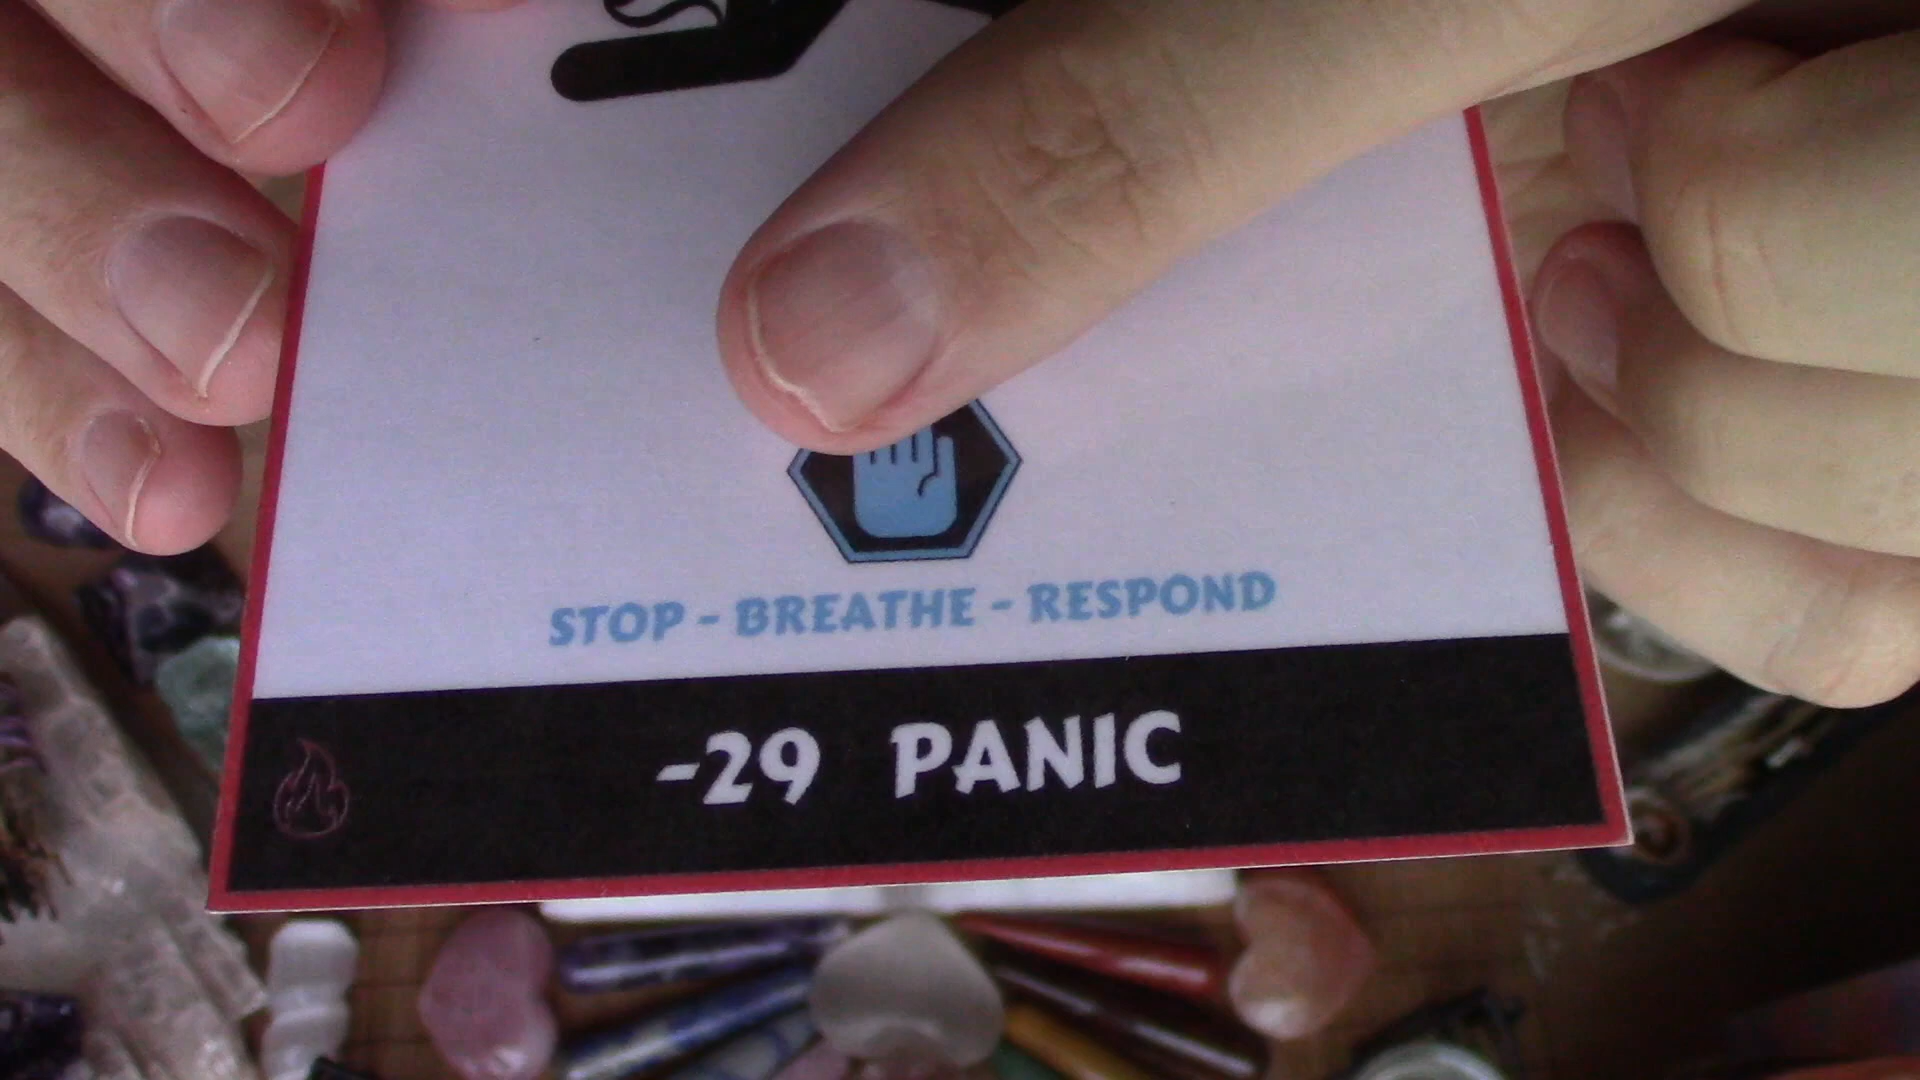 STOP - BREATHE - RESPOND
-29 PANIC